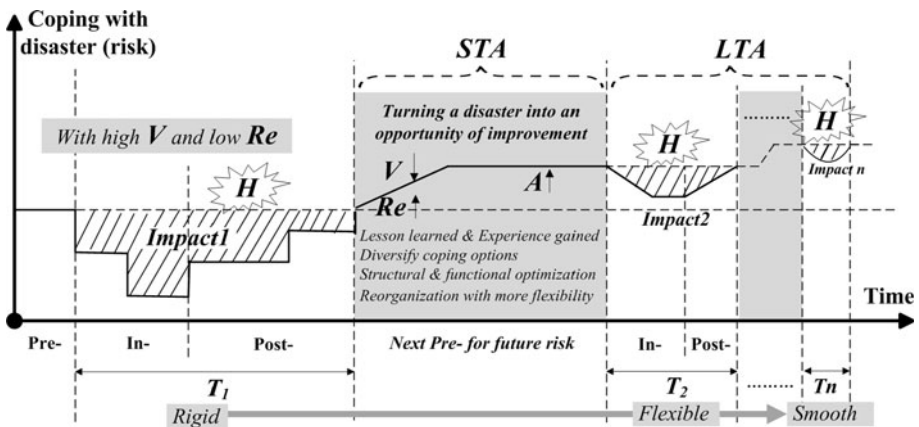 Coping with
disaster (risk)
STA
LTA
Turning a disaster into an
opportunity of improvement
With high V and low Re
H
H
H
V
A
Re
Impact n
Impact1
Impact2
Lesson learned & Experience gained
Diversify coping options
Structural & functional optimization
Reorganization with more flexibility
Time
Pre-
In-
Post-
Next Pre- for future risk
In-
Post-
T1
T2
Tn
Rigid
Flexible
Smooth